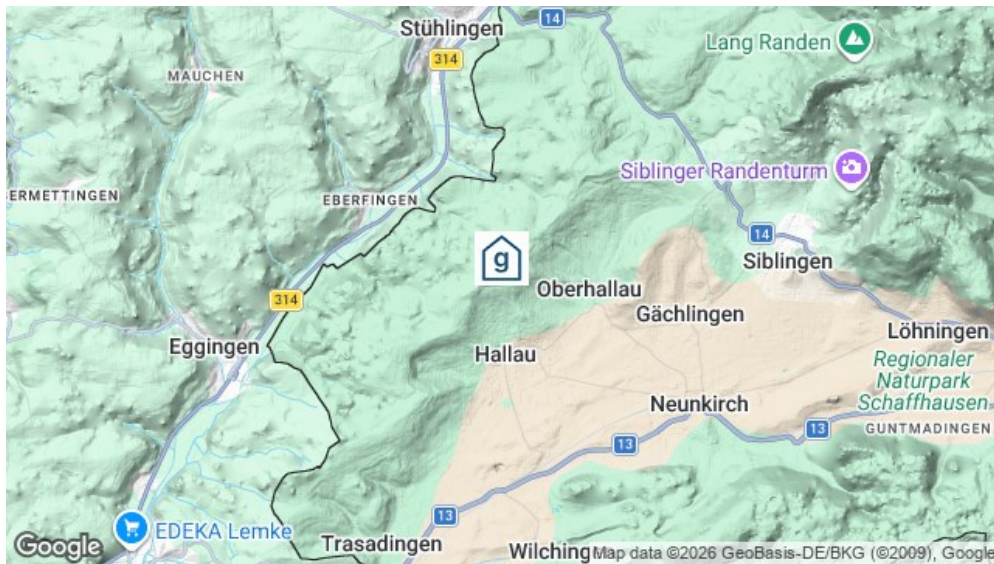 Stühlingen
14
Lang Randen
314
MAUCHEN
Siblinger Randenturm
ERMETTINGEN
EBERFINGEN
14
g
Siblingen
Oberhallau
314
Gächlingen
Löhningen
Eggingen
Hallau
Regionaler
Naturpark
Schaffhausen
Neunkirch
GUNTMADINGEN
13
13
13
EDEKA Lemke
Trasadingen
Wilching
Google
Map data ©2026 GeoBasis-DE/BKG (©2009), Google